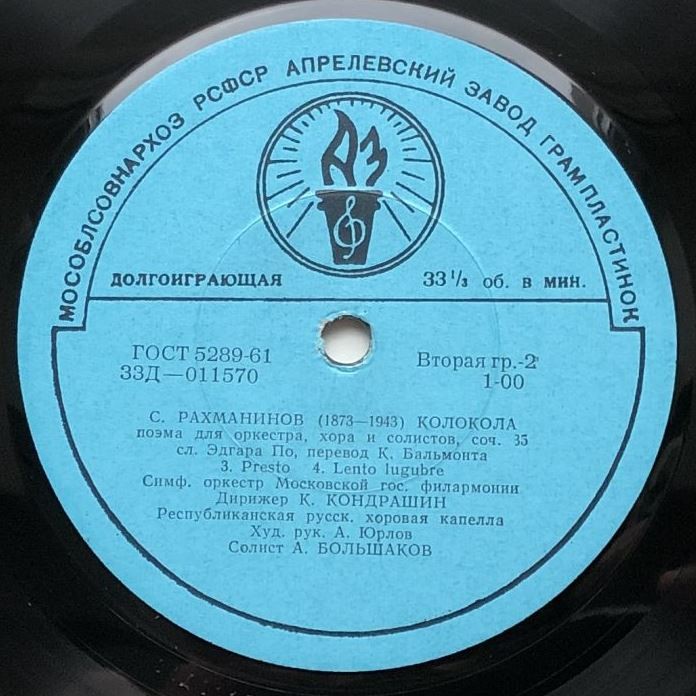 МОСОБЛСОВНАРХОЗ РСФСР АПРЕЛЕВСКИЙ ЗАВОД ГРАМПЛАСТИНОК
АЗ
ДОЛГОИГРАЮЩАЯ 33 1/3 об. в мин.
ГОСТ 5289-61 Вторая гр.-2
33Д—011570 1-00
С. РАХМАНИНОВ (1873—1943) КОЛОКОЛА
поэма для оркестра, хора и солистов, соч. 35
сл. Эдгара По, перевод К. Бальмонта
3. Presto 4. Lento lugubre
Симф. оркестр Московской гос. филармонии
Дирижер К. КОНДРАШИН
Республиканская русск. хоровая капелла
Худ. рук. А. Юрлов
Солист А. БОЛЬШАКОВ